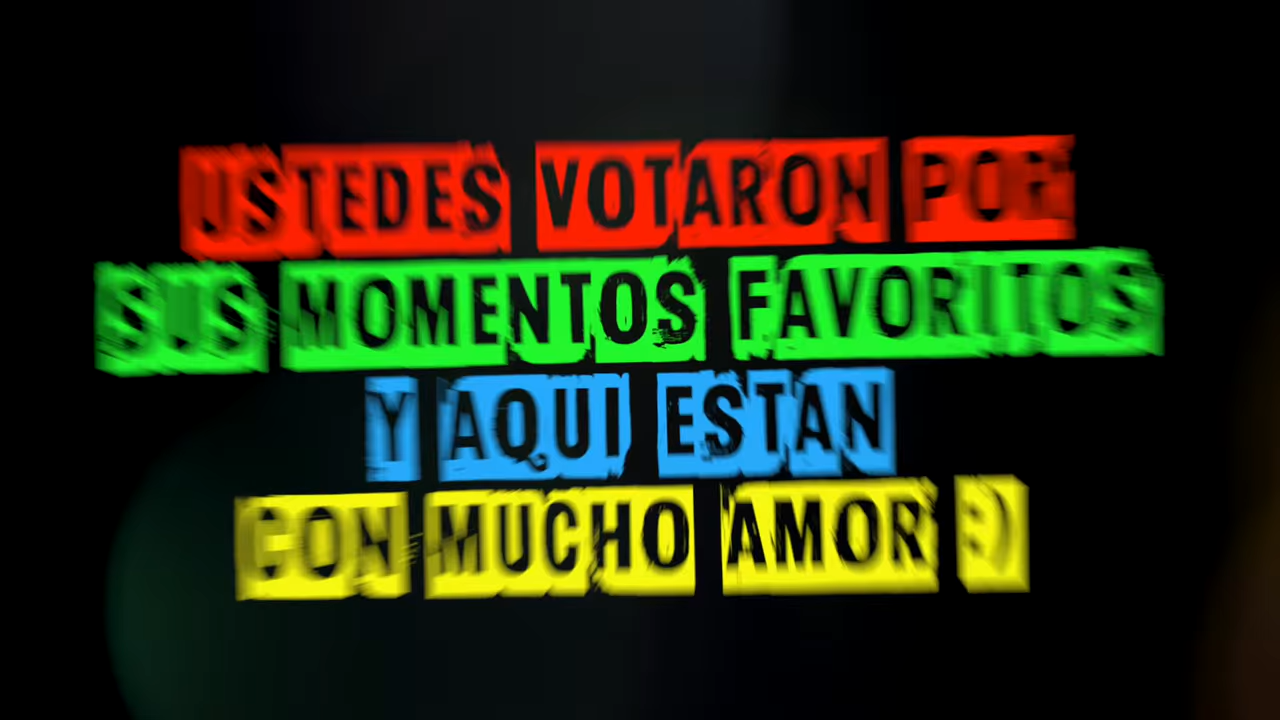 USTEDES VOTARON POR
SUS MOMENTOS FAVORITOS
Y AQUI ESTAN
CON MUCHO AMOR :)